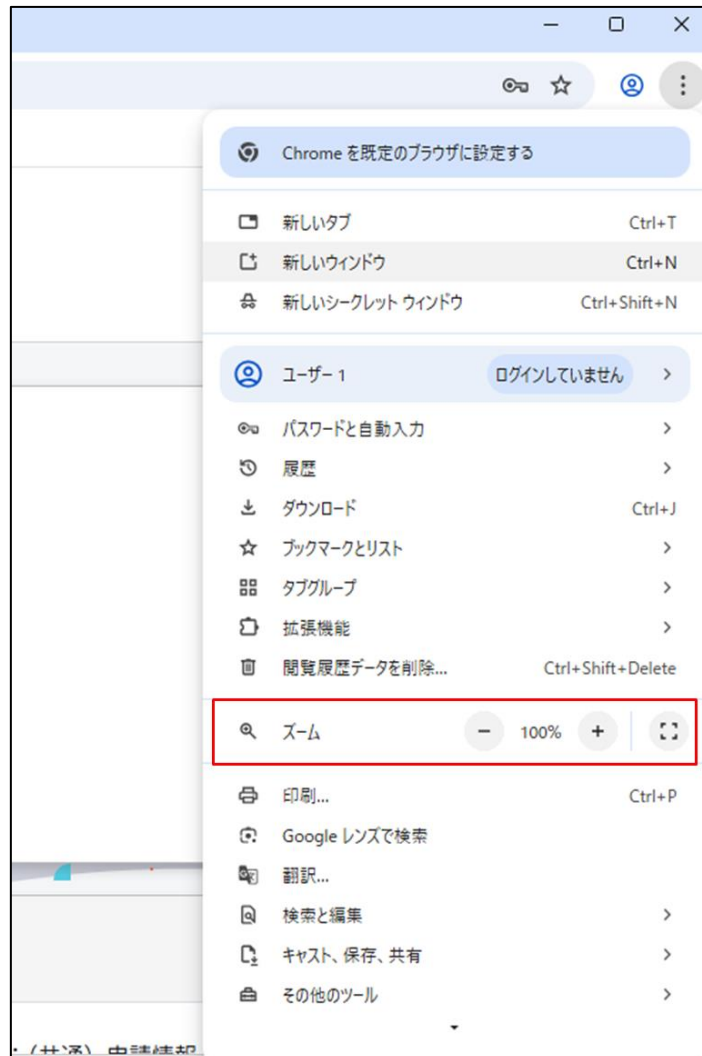 Chrome を既定のブラウザに設定する
新しいタブ Ctrl+T
新しいウィンドウ Ctrl+N
新しいシークレット ウィンドウ Ctrl+Shift+N
ユーザー 1 ログインしていません
パスワードと自動入力
履歴
ダウンロード Ctrl+J
ブックマークとリスト
タブグループ
拡張機能
閲覧履歴データを削除... Ctrl+Shift+Delete
ズーム 100%
印刷... Ctrl+P
Google レンズで検索
翻訳...
検索と編集
キャスト、保存、共有
その他のツール
（共通）申請情報